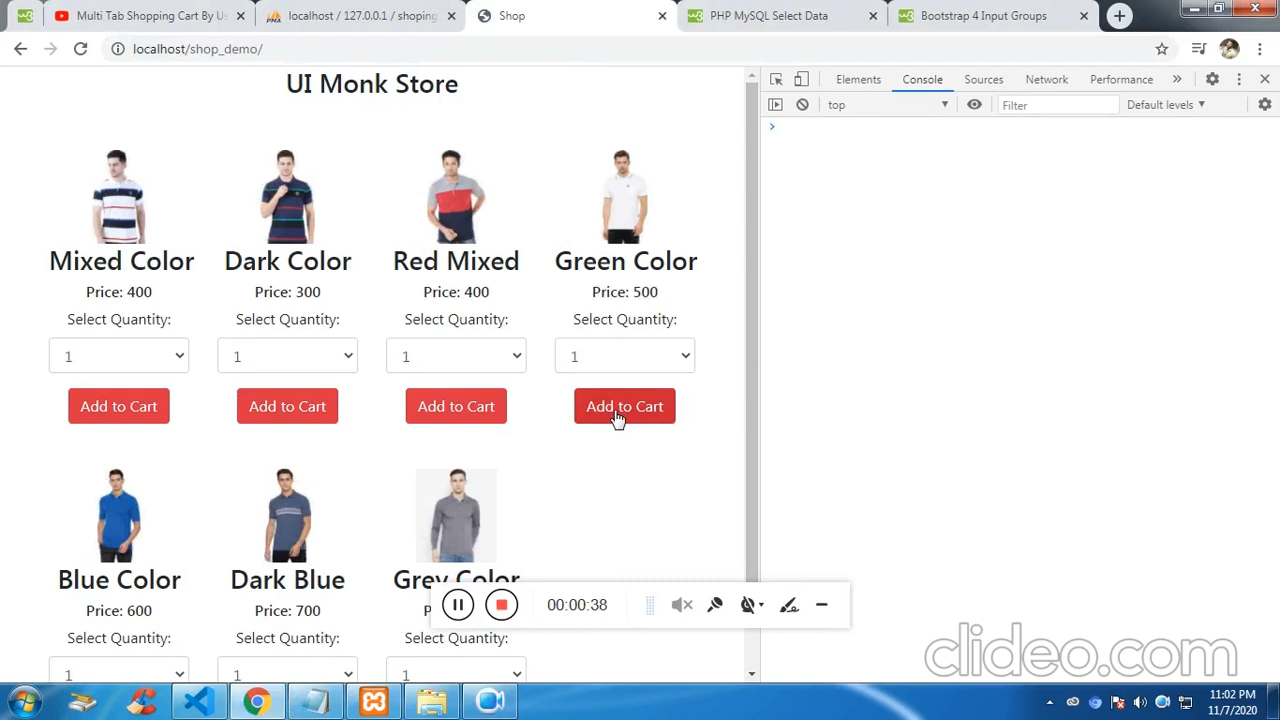 Multi Tab Shopping Cart By U
localhost / 127.0.0.1 / shoping
Shop
PHP MySQL Select Data
Bootstrap 4 Input Groups
localhost/shop_demo/
UI Monk Store
Elements Console Sources Network Performance
top Filter Default levels
Mixed Color Dark Color Red Mixed Green Color
Price: 400 Price: 300 Price: 400 Price: 500
Select Quantity: Select Quantity: Select Quantity: Select Quantity:
1 1 1 1
Add to Cart Add to Cart Add to Cart Add to Cart
Blue Color Dark Blue Grey Color
Price: 600 Price: 700
00:00:38
Select Quantity: Select Quantity: Select Quantity:
1 1 1
clideo.com
11:02 PM
11/7/2020